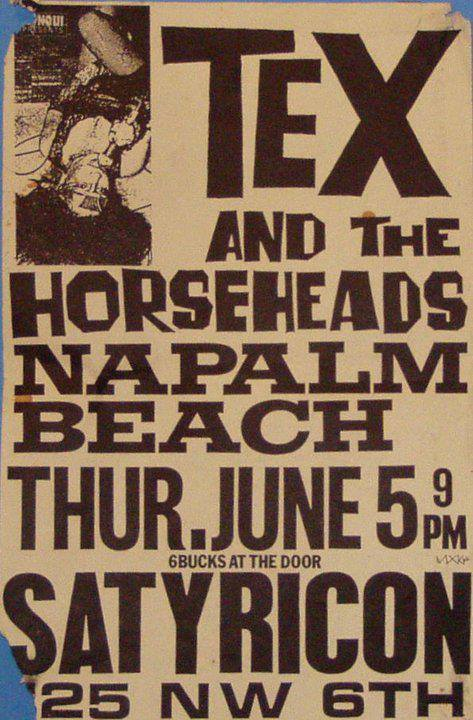 TEX
AND THE
HORSEHEADS
NAPALM
BEACH
THUR. JUNE 5 9 PM
6 BUCKS AT THE DOOR
SATYRICON
25 NW 6TH